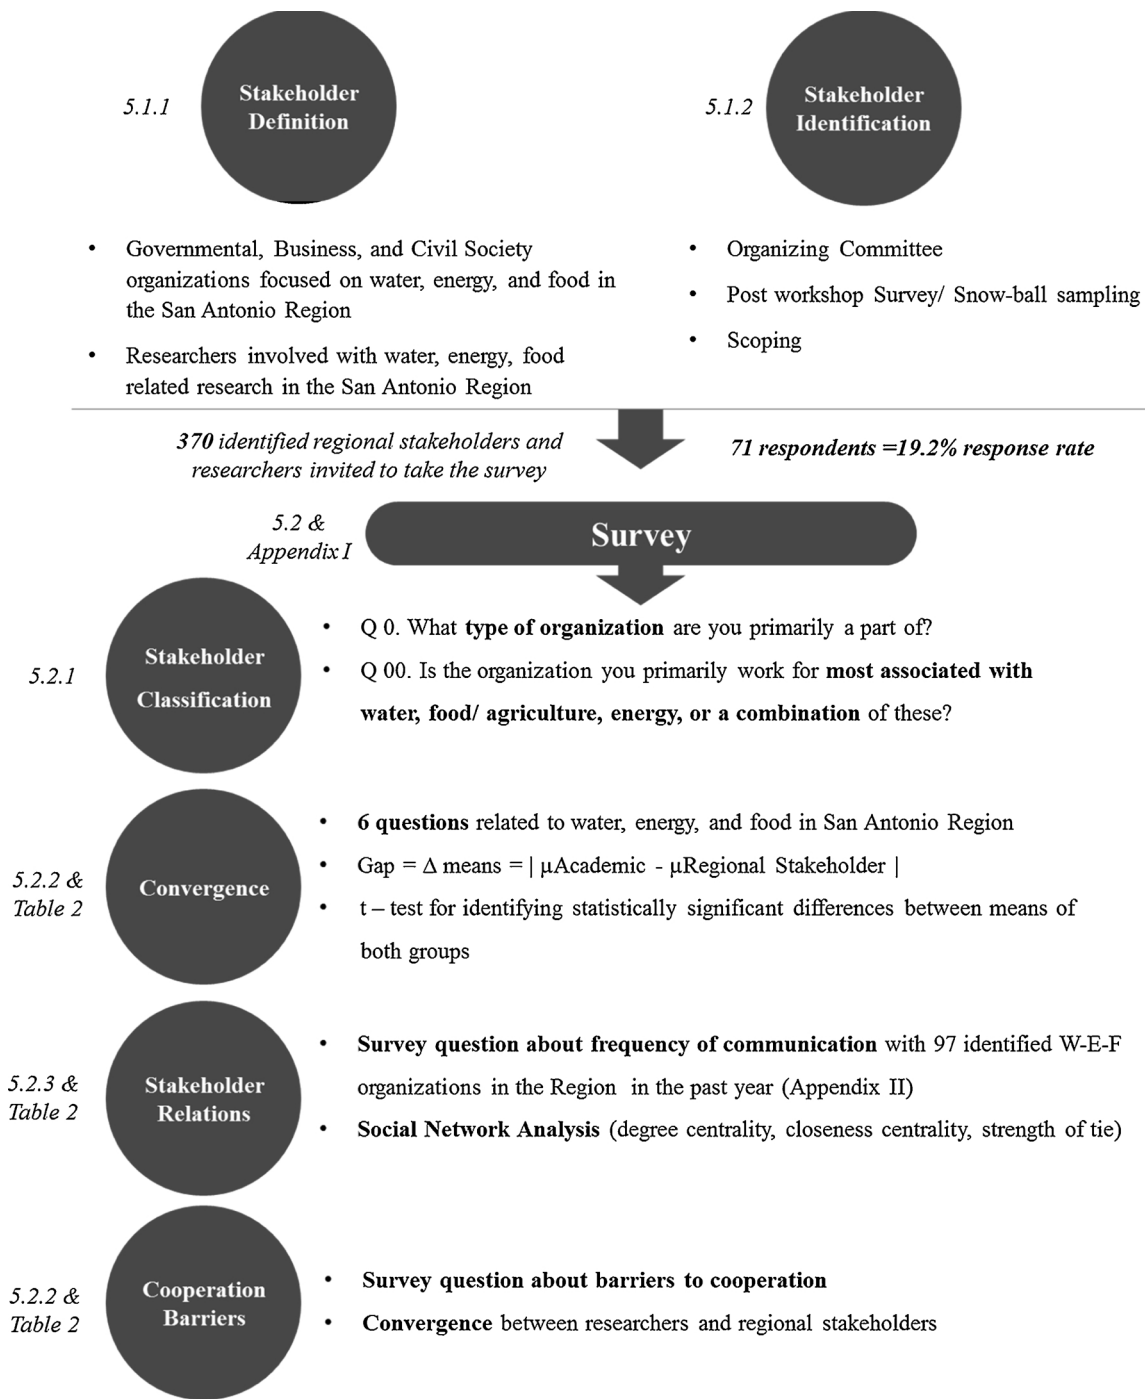 5.1.1
Stakeholder
Definition
5.1.2
Stakeholder
Identification
• Governmental, Business, and Civil Society
organizations focused on water, energy, and food in
the San Antonio Region
• Researchers involved with water, energy, food
related research in the San Antonio Region
• Organizing Committee
• Post workshop Survey/ Snow-ball sampling
• Scoping
370 identified regional stakeholders and
researchers invited to take the survey
71 respondents =19.2% response rate
5.2 &
Appendix I
Survey
5.2.1
Stakeholder
Classification
• Q 0. What type of organization are you primarily a part of?
• Q 00. Is the organization you primarily work for most associated with
water, food/ agriculture, energy, or a combination of these?
5.2.2 &
Table 2
Convergence
• 6 questions related to water, energy, and food in San Antonio Region
• Gap = Δ means = | μAcademic - μRegional Stakeholder |
• t – test for identifying statistically significant differences between means of
both groups
5.2.3 &
Table 2
Stakeholder
Relations
• Survey question about frequency of communication with 97 identified W-E-F
organizations in the Region in the past year (Appendix II)
• Social Network Analysis (degree centrality, closeness centrality, strength of tie)
5.2.2 &
Table 2
Cooperation
Barriers
• Survey question about barriers to cooperation
• Convergence between researchers and regional stakeholders